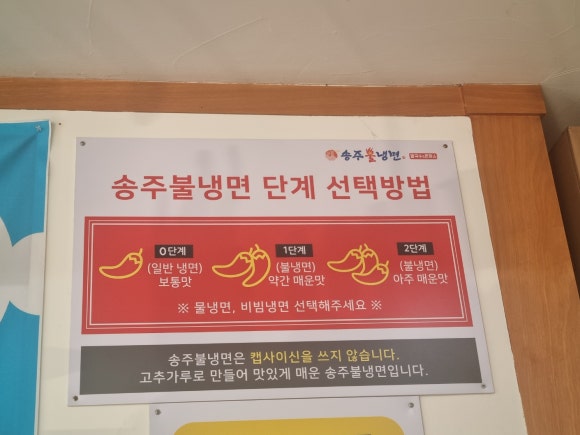 송주불냉면
송주불냉면 단계 선택방법
0단계
(일반 냉면)
보통맛
1단계
(불냉면)
약간 매운맛
2단계
(불냉면)
아주 매운맛
※ 물냉면, 비빔냉면 선택해주세요 ※
송주불냉면은 캡사이신을 쓰지 않습니다.
고추가루로 만들어 맛있게 매운 송주불냉면입니다.